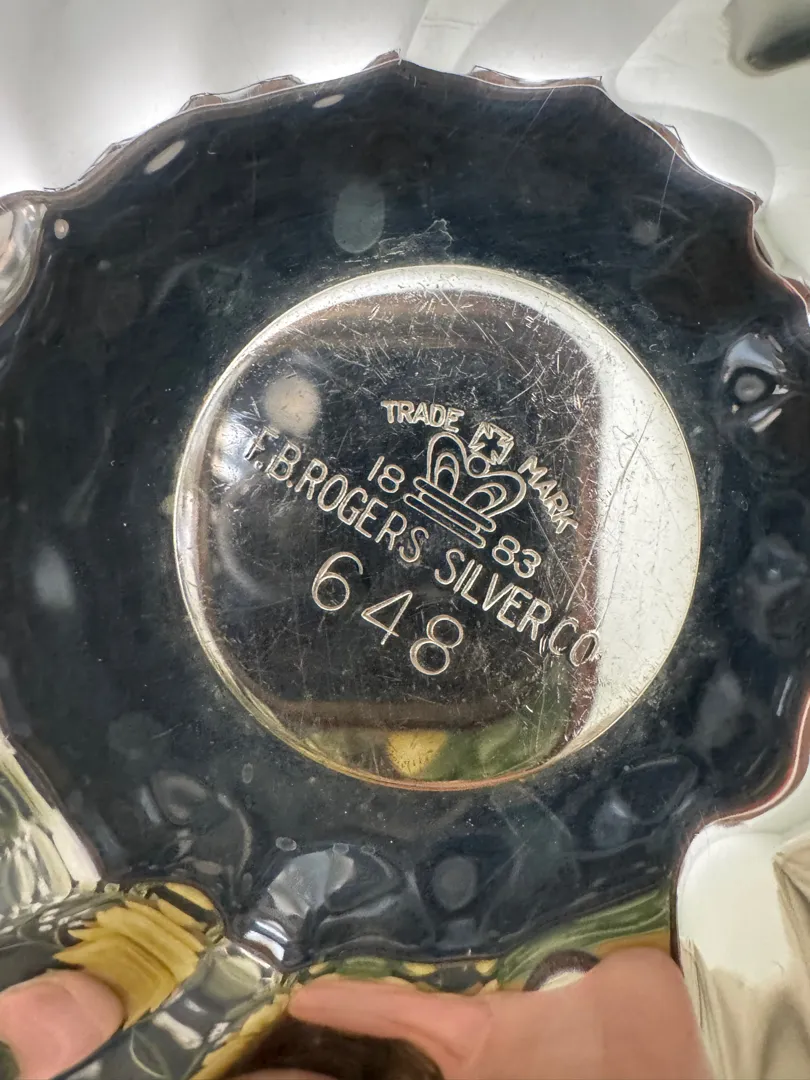 TRADE MARK
18 83
F.B.ROGERS SILVER CO.
648